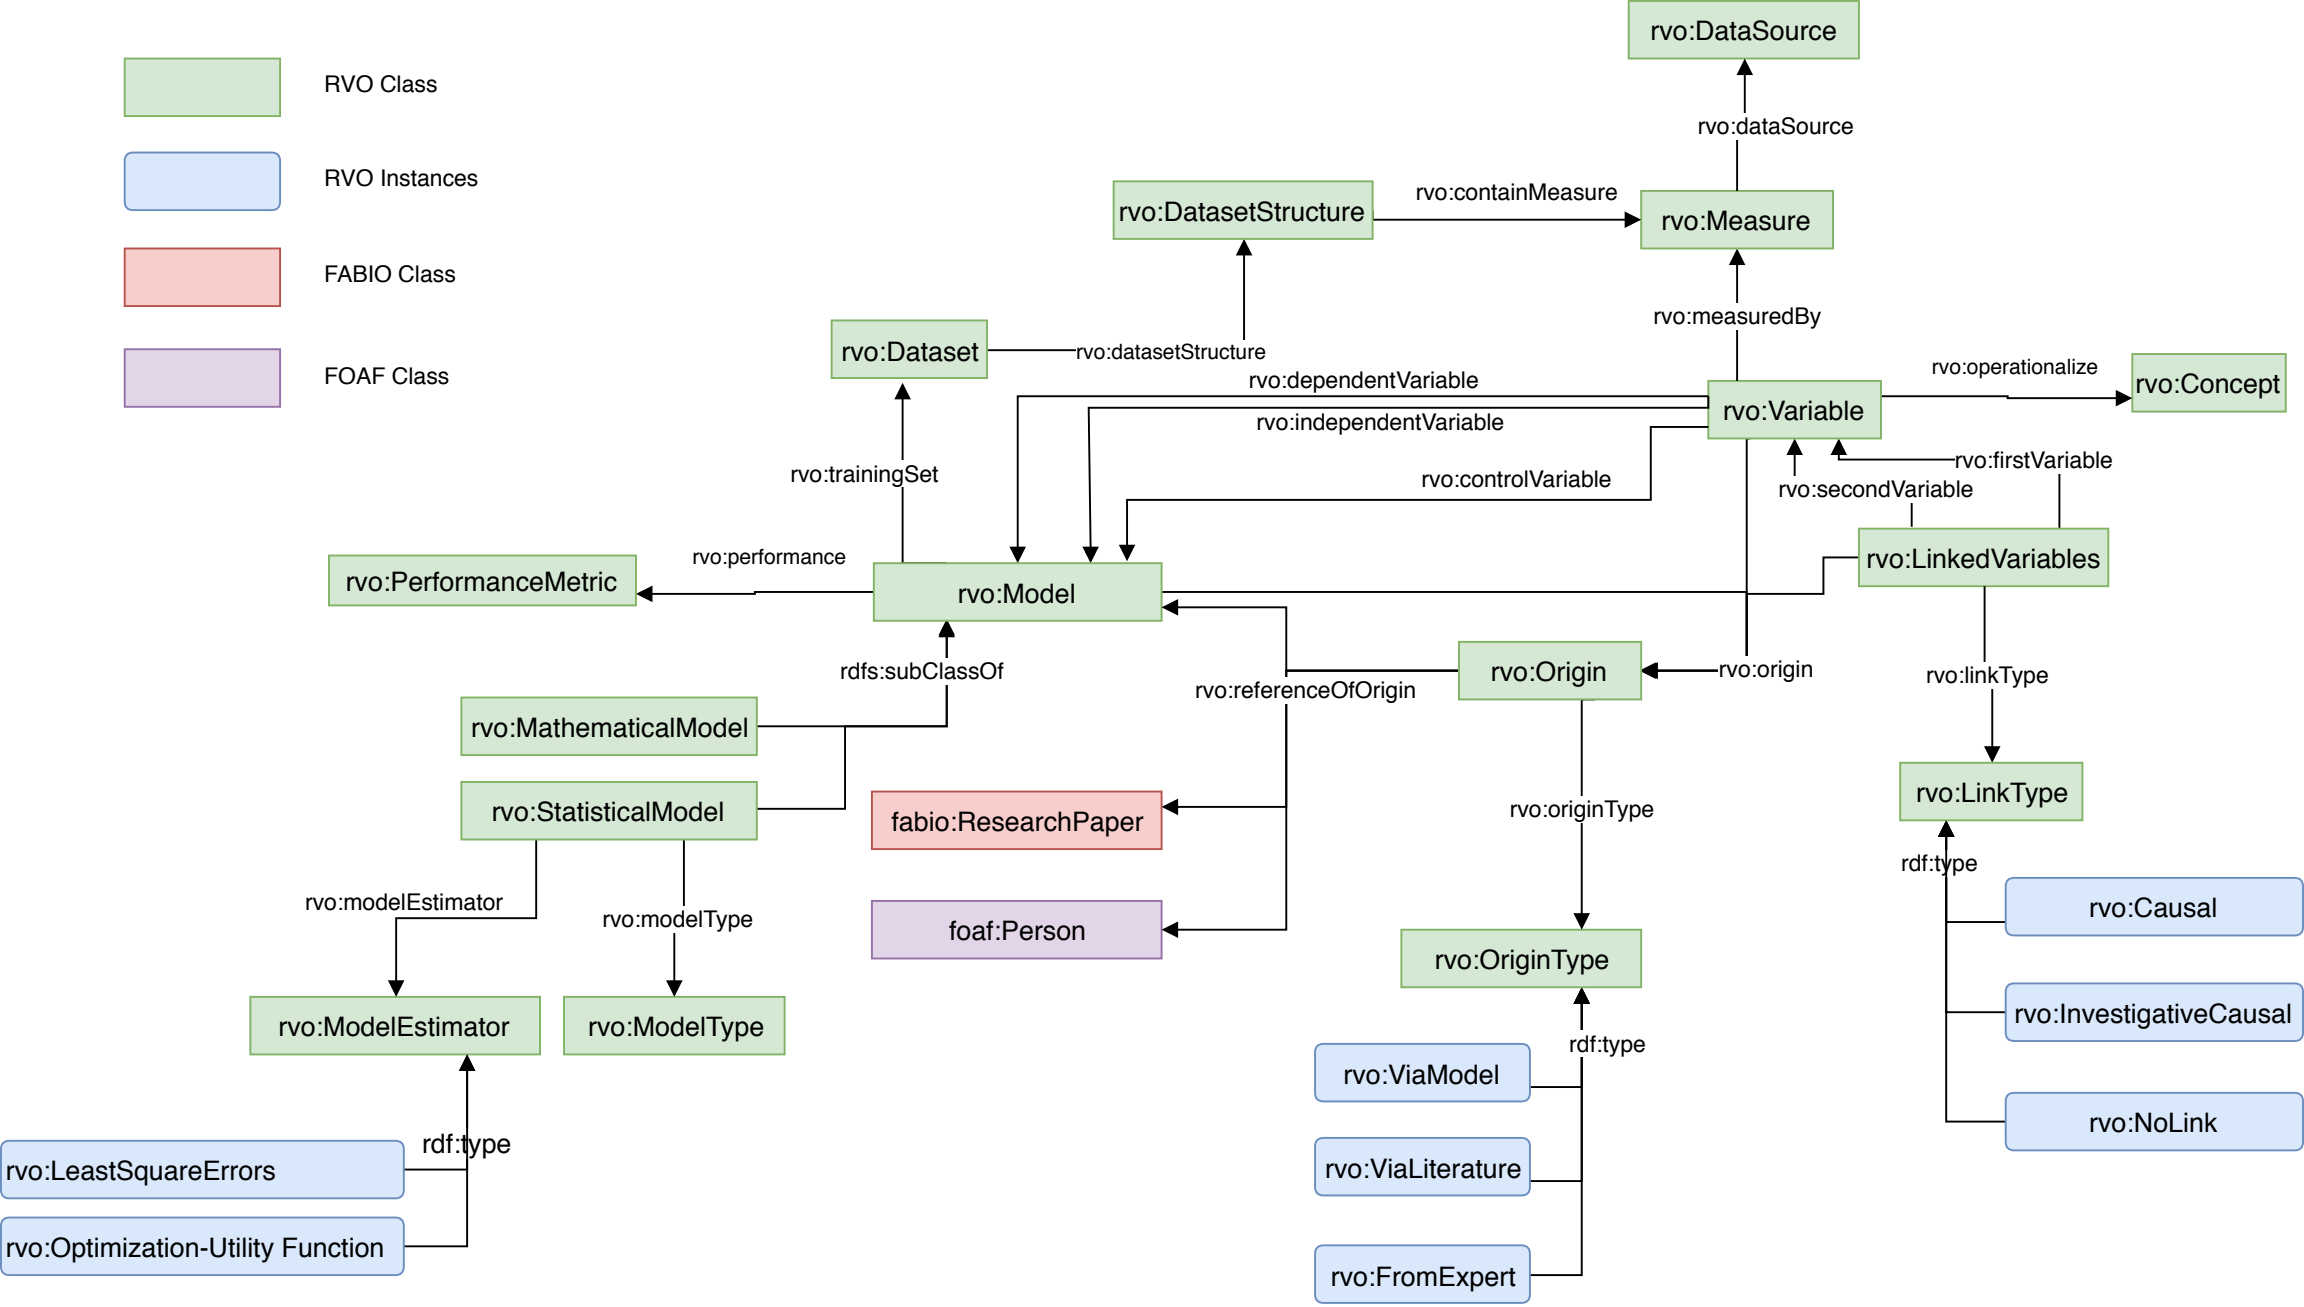 rvo:DataSource
RVO Class
rvo:dataSource
RVO Instances
rvo:DatasetStructure
rvo:containMeasure
rvo:Measure
FABIO Class
rvo:measuredBy
rvo:Dataset
rvo:datasetStructure
FOAF Class
rvo:dependentVariable
rvo:operationalize
rvo:Concept
rvo:Variable
rvo:independentVariable
rvo:trainingSet
rvo:controlVariable
rvo:firstVariable
rvo:secondVariable
rvo:performance
rvo:LinkedVariables
rvo:PerformanceMetric
rvo:Model
rdfs:subClassOf
rvo:referenceOfOrigin
rvo:Origin
rvo:origin
rvo:linkType
rvo:MathematicalModel
rvo:StatisticalModel
fabio:ResearchPaper
rvo:originType
rvo:LinkType
rdf:type
rvo:modelEstimator
rvo:modelType
foaf:Person
rvo:Causal
rvo:OriginType
rvo:ModelEstimator
rvo:ModelType
rdf:type
rvo:InvestigativeCausal
rvo:ViaModel
rvo:NoLink
rdf:type
rvo:LeastSquareErrors
rvo:ViaLiterature
rvo:Optimization-Utility Function
rvo:FromExpert